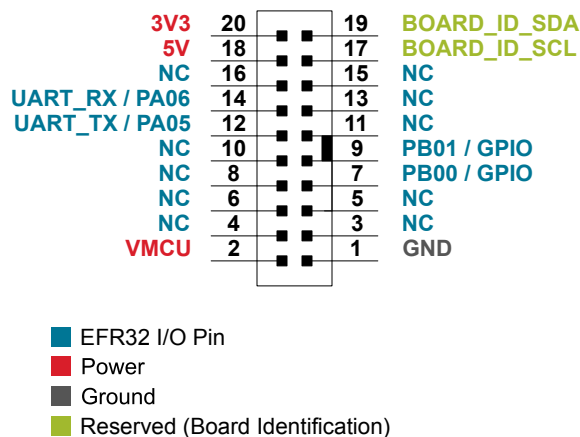 3V3 20 19 BOARD_ID_SDA
5V 18 17 BOARD_ID_SCL
NC 16 15 NC
UART_RX / PA06 14 13 NC
UART_TX / PA05 12 11 NC
NC 10 9 PB01 / GPIO
NC 8 7 PB00 / GPIO
NC 6 5 NC
NC 4 3 NC
VMCU 2 1 GND
EFR32 I/O Pin
Power
Ground
Reserved (Board Identification)